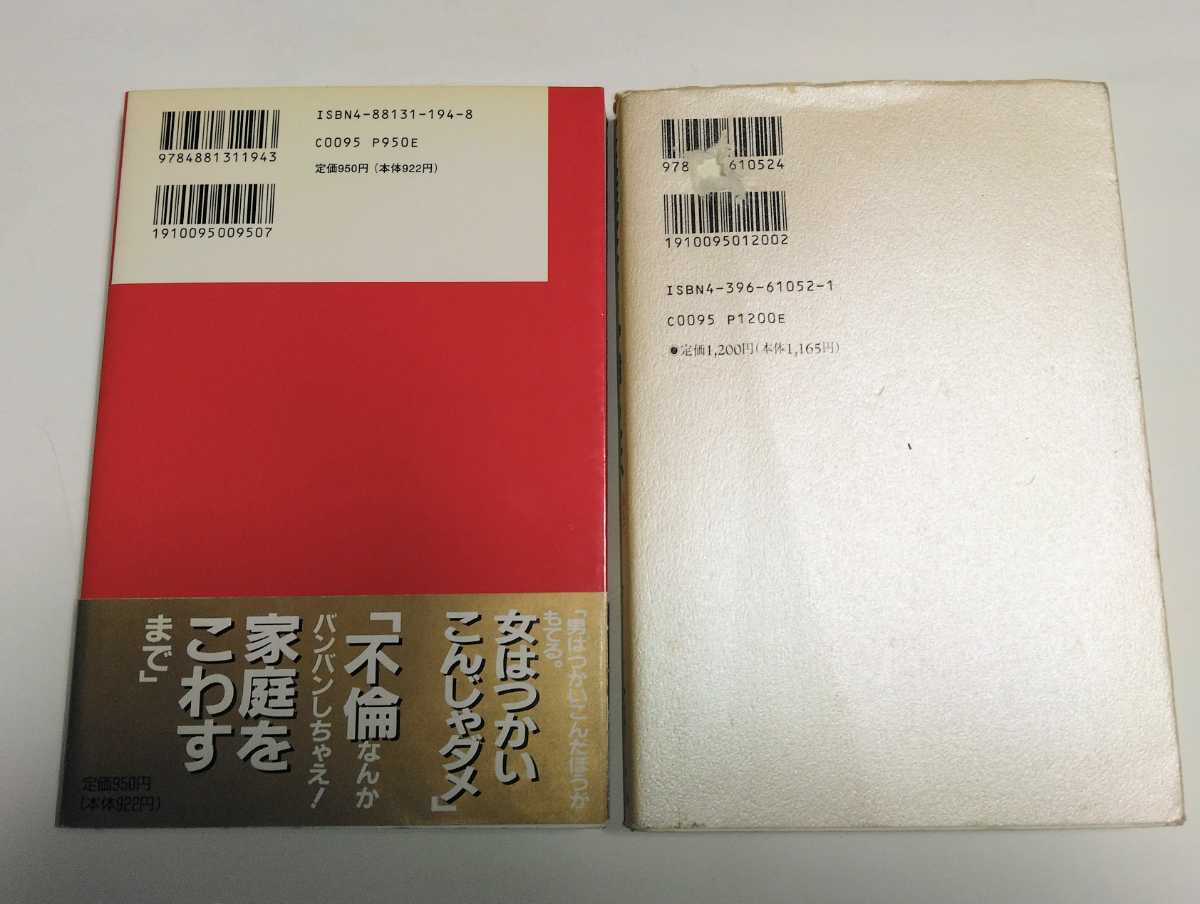 9784881311943
1910095009507
ISBN4-88131-194-8
C0095 P950E
定価950円（本体922円）
「男はつかいこんだほうが
もてる。
女はつかい
こんじゃダメ」
「不倫なんか
バンバンしちゃえ！
家庭を
こわす
まで」
定価950円
（本体922円）
978 610524
1910095012002
ISBN4-396-61052-1
C0095 P1200E
●定価1,200円（本体1,165円）